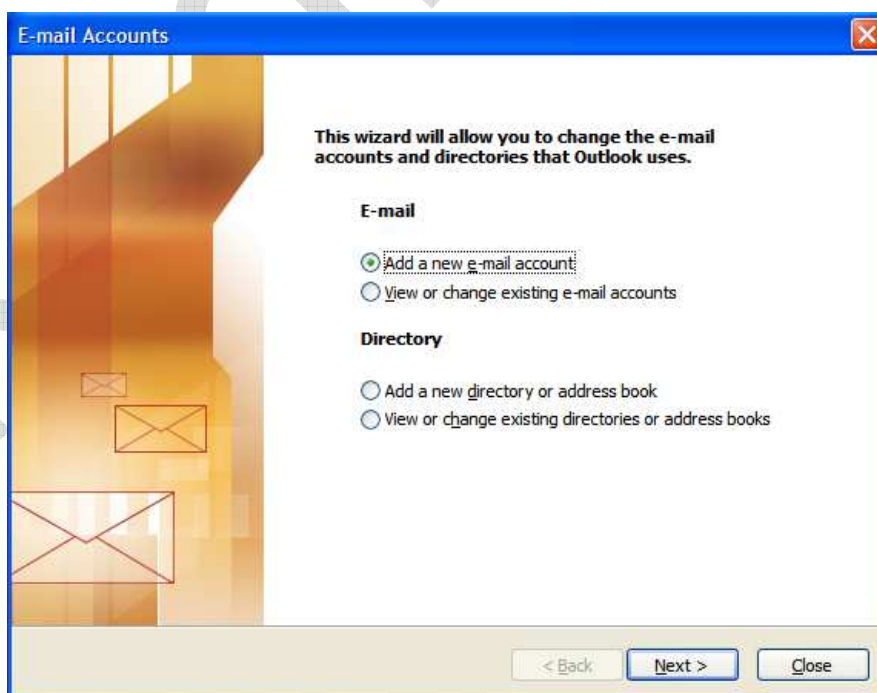 E-mail Accounts
This wizard will allow you to change the e-mail
accounts and directories that Outlook uses.
E-mail
Add a new e-mail account
View or change existing e-mail accounts
Directory
Add a new directory or address book
View or change existing directories or address books
< Back
Next >
Close